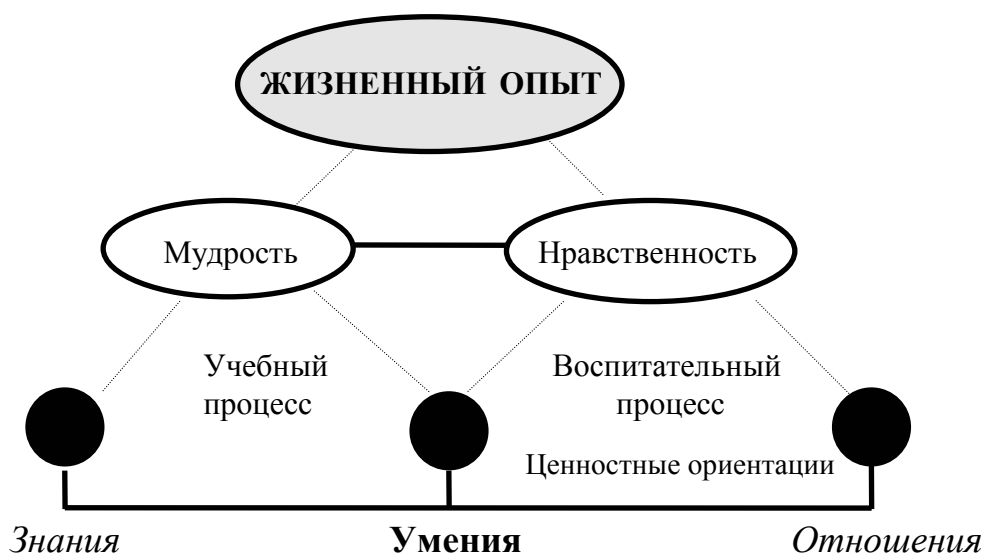 ЖИЗНЕННЫЙ ОПЫТ
Мудрость
Нравственность
Учебный
процесс
Воспитательный
процесс
Ценностные ориентации
Знания
Умения
Отношения